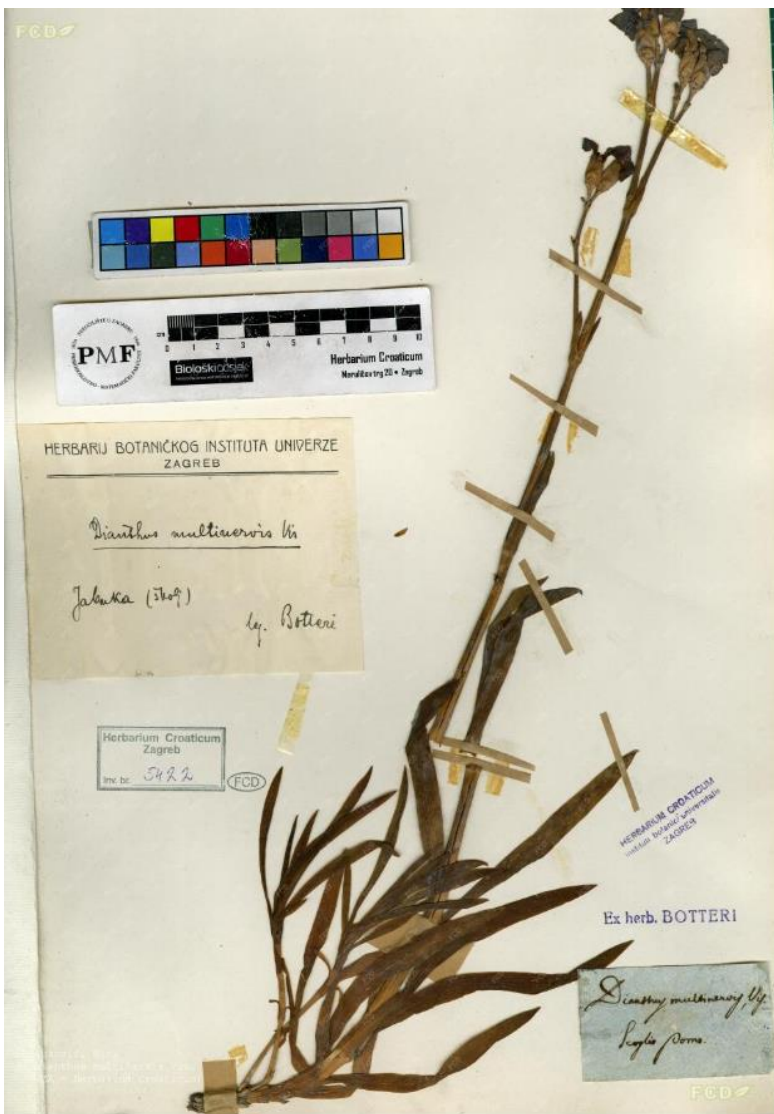 FCD
cm
0 1 2 3 4 5 6 7 8 9 10
PMF
Biološki odsjek
Herbarium Croaticum
Marulićev trg 20 • Zagreb
HERBARIJ BOTANIČKOG INSTITUTA UNIVERZE
ZAGREB
Dianthus multinervis Vis
Jabuka (školj)
lg. Botteri
Herbarium Croaticum
Zagreb
Inv. br. 5422
FCD
HERBARIUM CROATICUM
instituti botanici universitatis
ZAGREB
Ex herb. BOTTERI
Dianthus multinervis, Vis.
Scoglio Pomo.
FCD